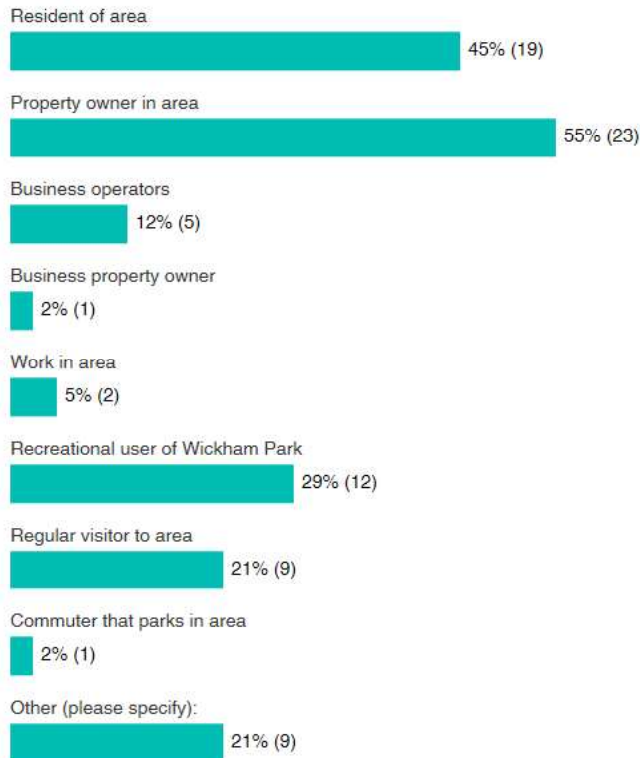 Resident of area
45% (19)
Property owner in area
55% (23)
Business operators
12% (5)
Business property owner
2% (1)
Work in area
5% (2)
Recreational user of Wickham Park
29% (12)
Regular visitor to area
21% (9)
Commuter that parks in area
2% (1)
Other (please specify):
21% (9)